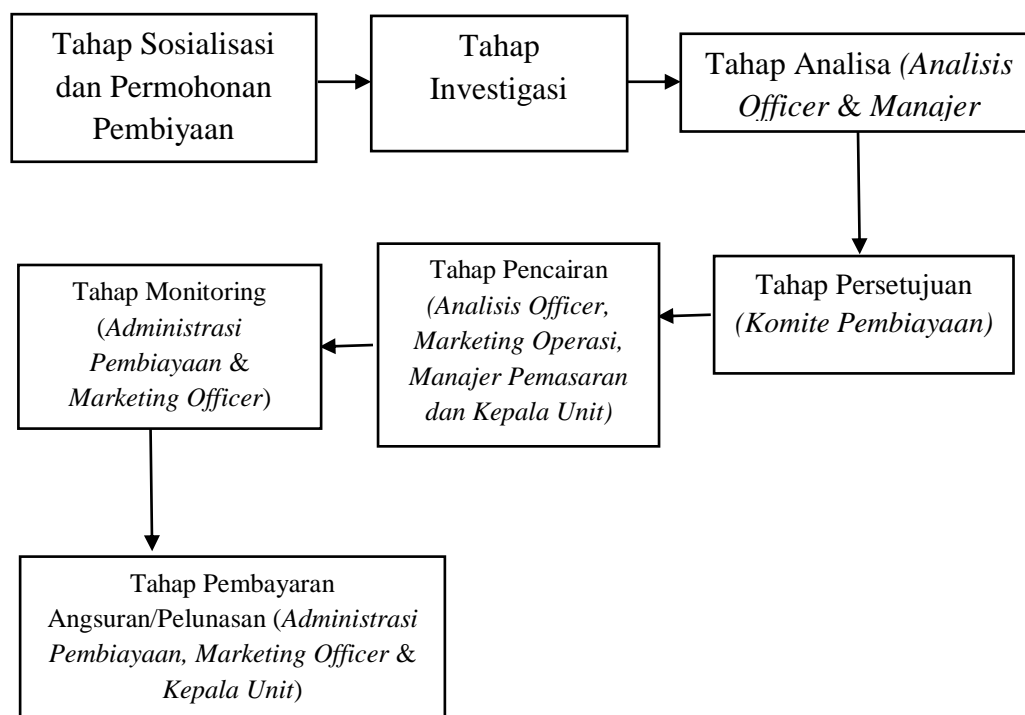 Tahap Sosialisasi
dan Permohonan
Pembiyaan
Tahap
Investigasi
Tahap Analisa (Analisis
Officer & Manajer
Tahap Persetujuan
(Komite Pembiayaan)
Tahap Pencairan
(Analisis Officer,
Marketing Operasi,
Manajer Pemasaran
dan Kepala Unit)
Tahap Monitoring
(Administrasi
Pembiayaan &
Marketing Officer)
Tahap Pembayaran
Angsuran/Pelunasan (Administrasi
Pembiayaan, Marketing Officer &
Kepala Unit)